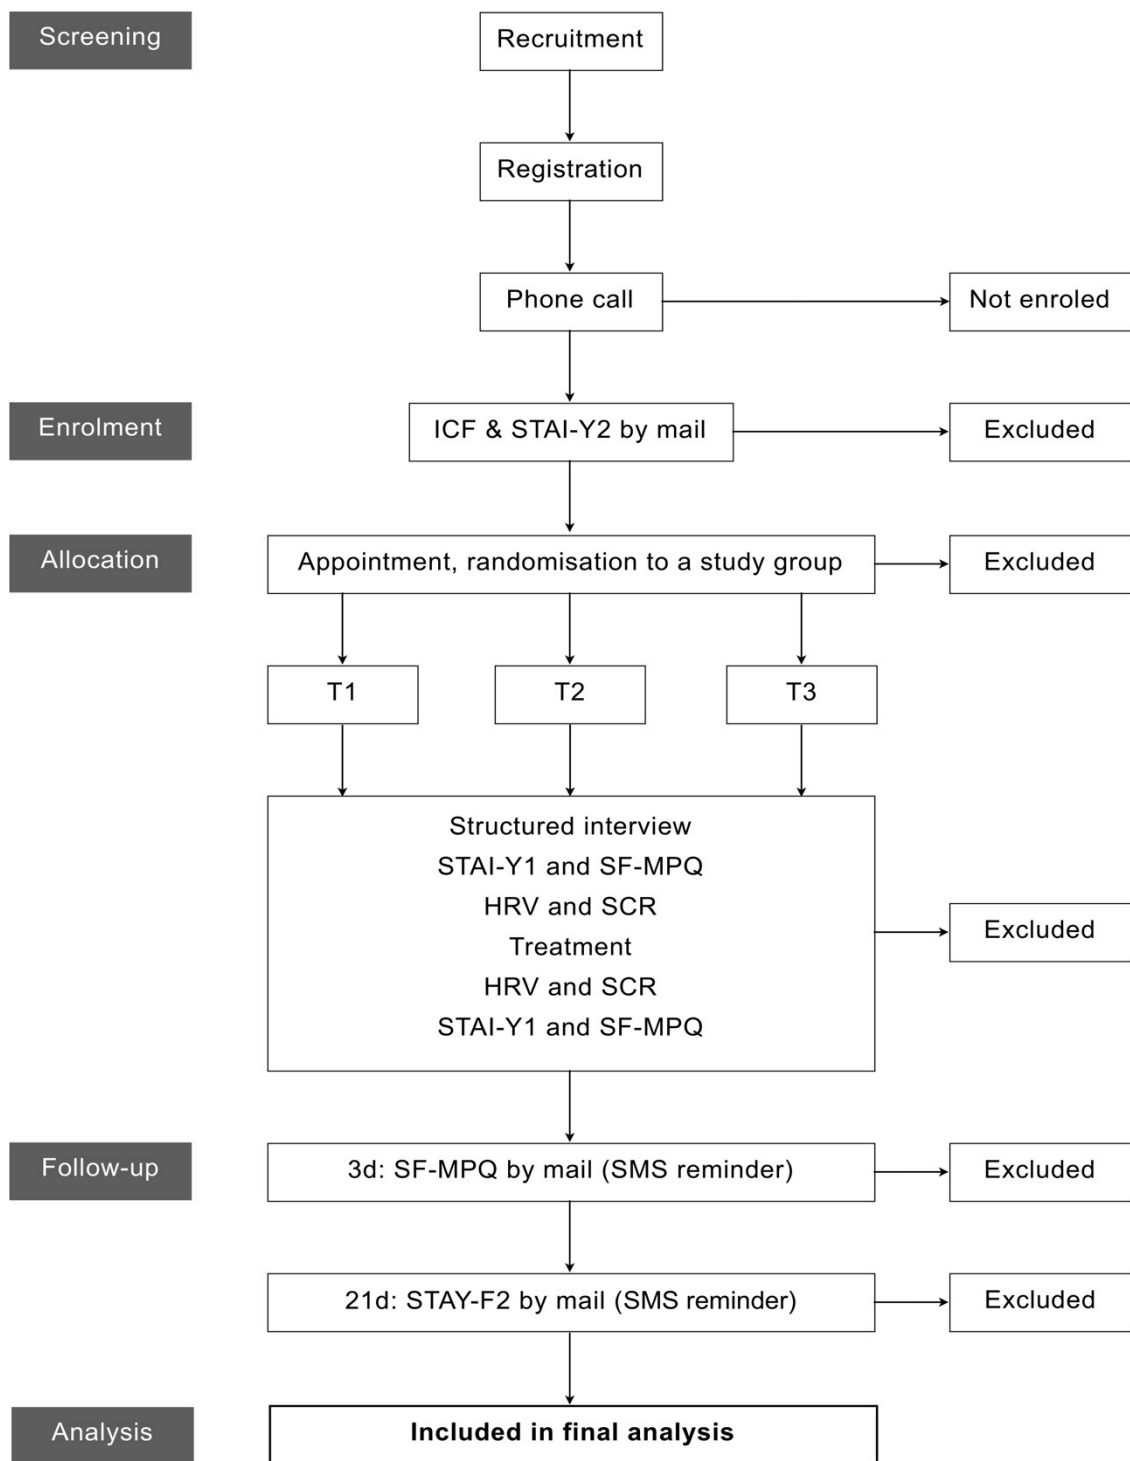 Screening
Recruitment
Registration
Phone call
Not enroled
Enrolment
ICF & STAI-Y2 by mail
Excluded
Allocation
Appointment, randomisation to a study group
Excluded
T1
T2
T3
Structured interview
STAI-Y1 and SF-MPQ
HRV and SCR
Treatment
HRV and SCR
STAI-Y1 and SF-MPQ
Excluded
Follow-up
3d: SF-MPQ by mail (SMS reminder)
Excluded
21d: STAY-F2 by mail (SMS reminder)
Excluded
Analysis
Included in final analysis